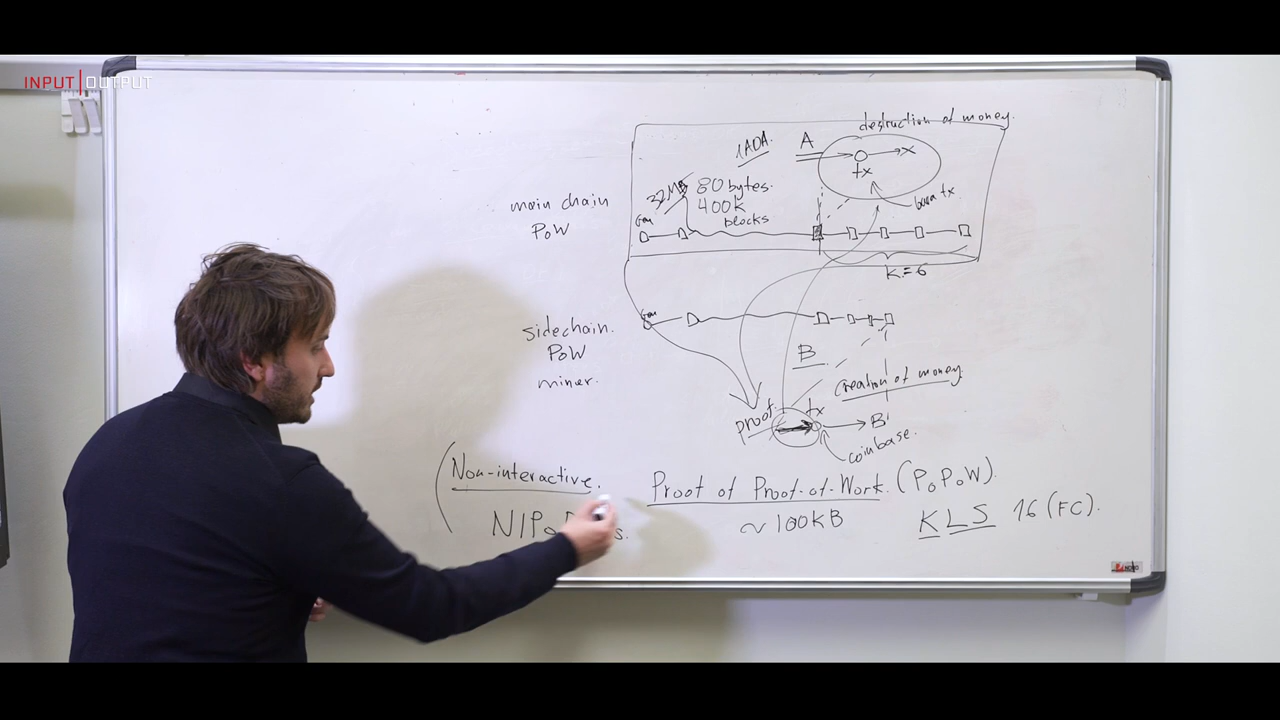 INPUT|OUTPUT
destruction of money.
1ADA.
A
x
tx
burn tx
32MB
80 bytes.
400k
blocks
main chain
PoW
Gen
k=6
Gen
sidechain.
PoW
miner.
B
creation of money.
proof
tx
B'
coinbase.
(Non-interactive.
Proof of Proof-of-Work. (PoPoW).
~100kB
KLS 16 (FC).